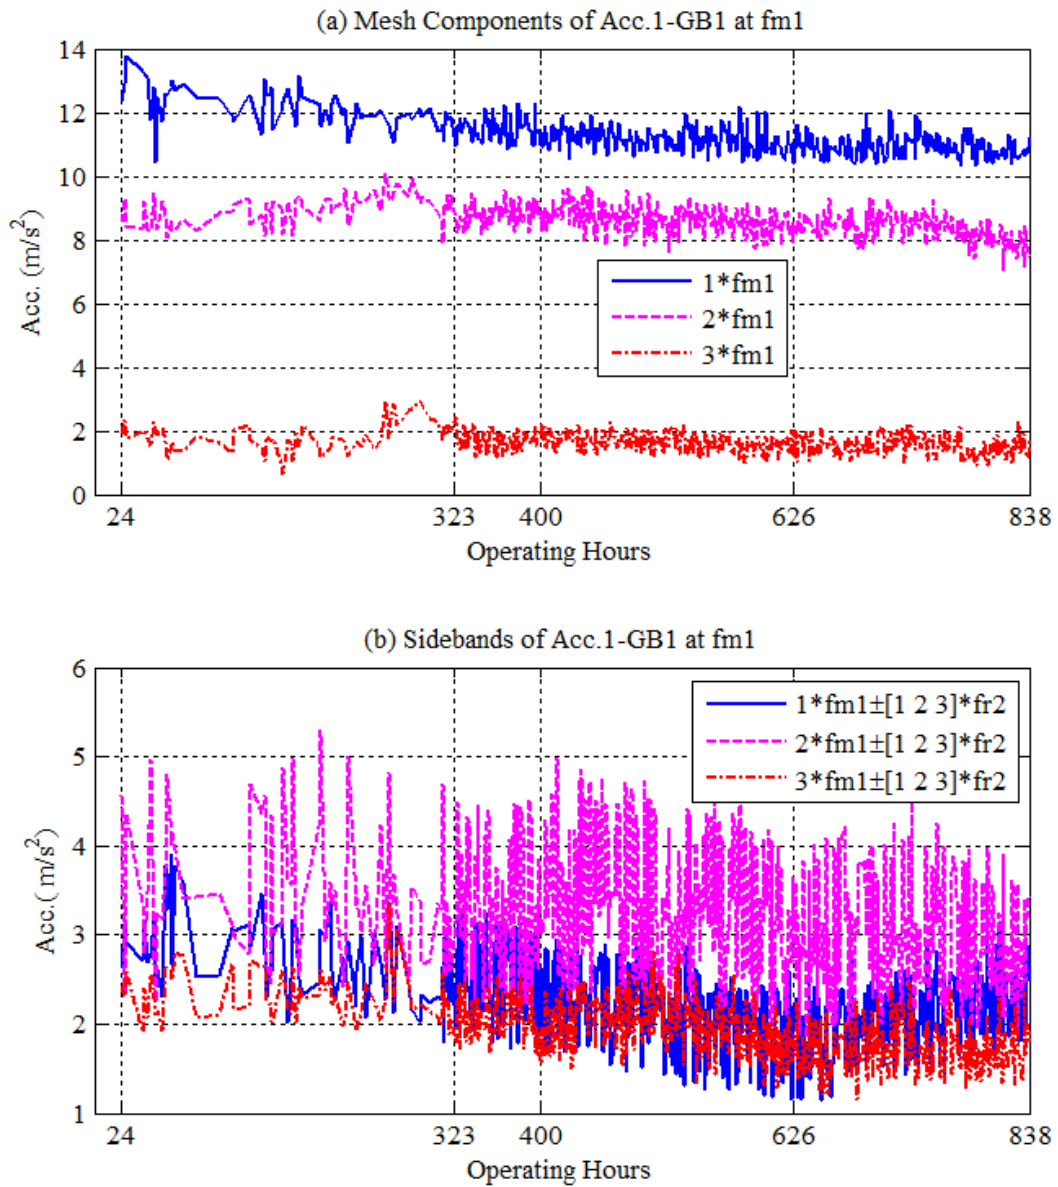 (a) Mesh Components of Acc.1-GB1 at fm1
14
12
10
8
6
4
2
0
Acc. (m/s²)
1*fm1
2*fm1
3*fm1
24 323 400 626 838
Operating Hours
(b) Sidebands of Acc.1-GB1 at fm1
6
5
4
3
2
1
Acc.( m/s²)
1*fm1±[1 2 3]*fr2
2*fm1±[1 2 3]*fr2
3*fm1±[1 2 3]*fr2
24 323 400 626 838
Operating Hours